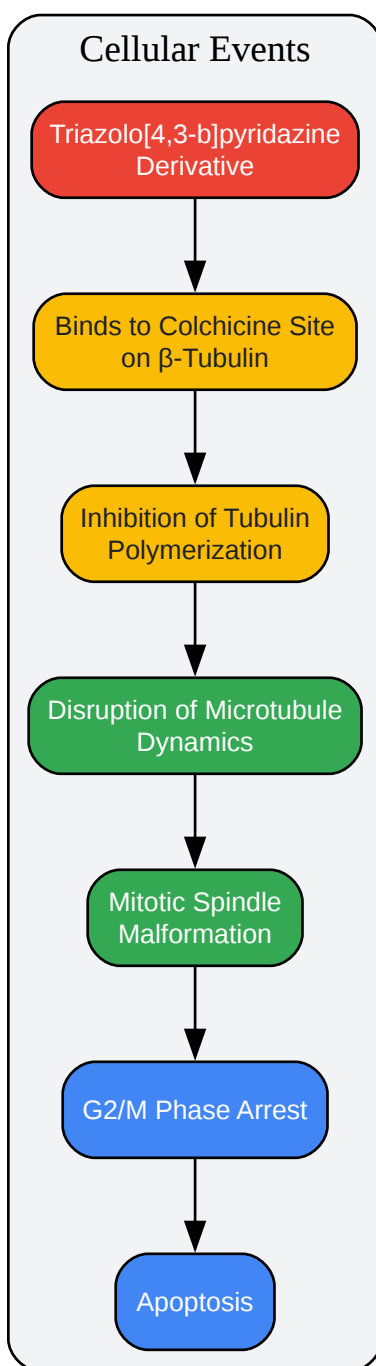 Cellular Events
Triazolo[4,3-b]pyridazine
Derivative
Binds to Colchicine Site
on β-Tubulin
Inhibition of Tubulin
Polymerization
Disruption of Microtubule
Dynamics
Mitotic Spindle
Malformation
G2/M Phase Arrest
Apoptosis